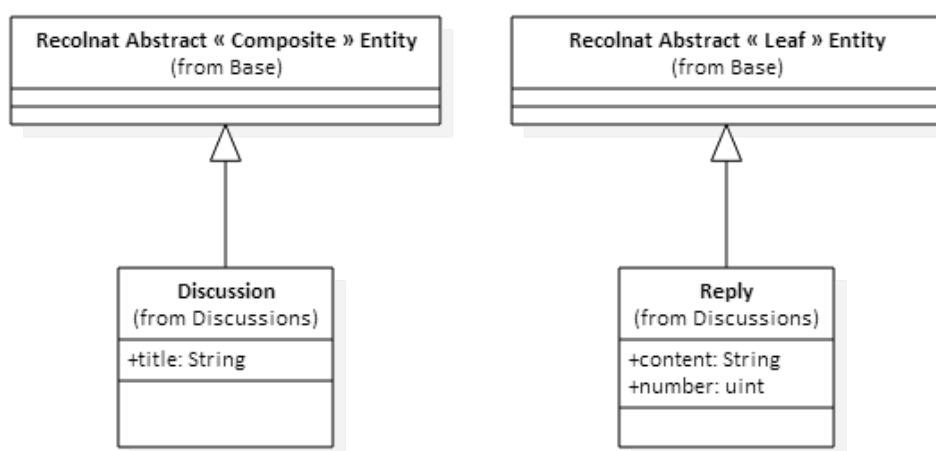 Recolnat Abstract « Composite » Entity
(from Base)
Recolnat Abstract « Leaf » Entity
(from Base)
Discussion
(from Discussions)
+title: String
Reply
(from Discussions)
+content: String
+number: uint